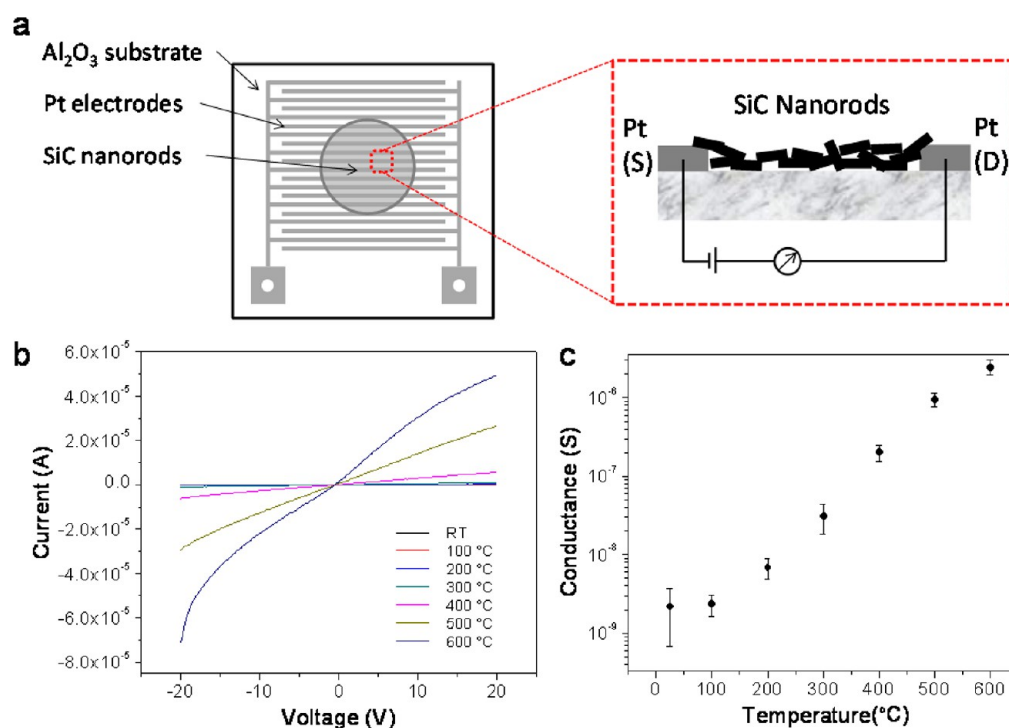 a
Al₂O₃ substrate
Pt electrodes
SiC nanorods
SiC Nanorods
Pt
(S)
Pt
(D)
b
6.0x10⁻⁵
4.0x10⁻⁵
2.0x10⁻⁵
0.0
-2.0x10⁻⁵
-4.0x10⁻⁵
-6.0x10⁻⁵
-8.0x10⁻⁵
Current (A)
RT
100 °C
200 °C
300 °C
400 °C
500 °C
600 °C
-20 -10 0 10 20
Voltage (V)
c
10⁻⁶
10⁻⁷
10⁻⁸
10⁻⁹
Conductance (S)
0 100 200 300 400 500 600
Temperature(°C)